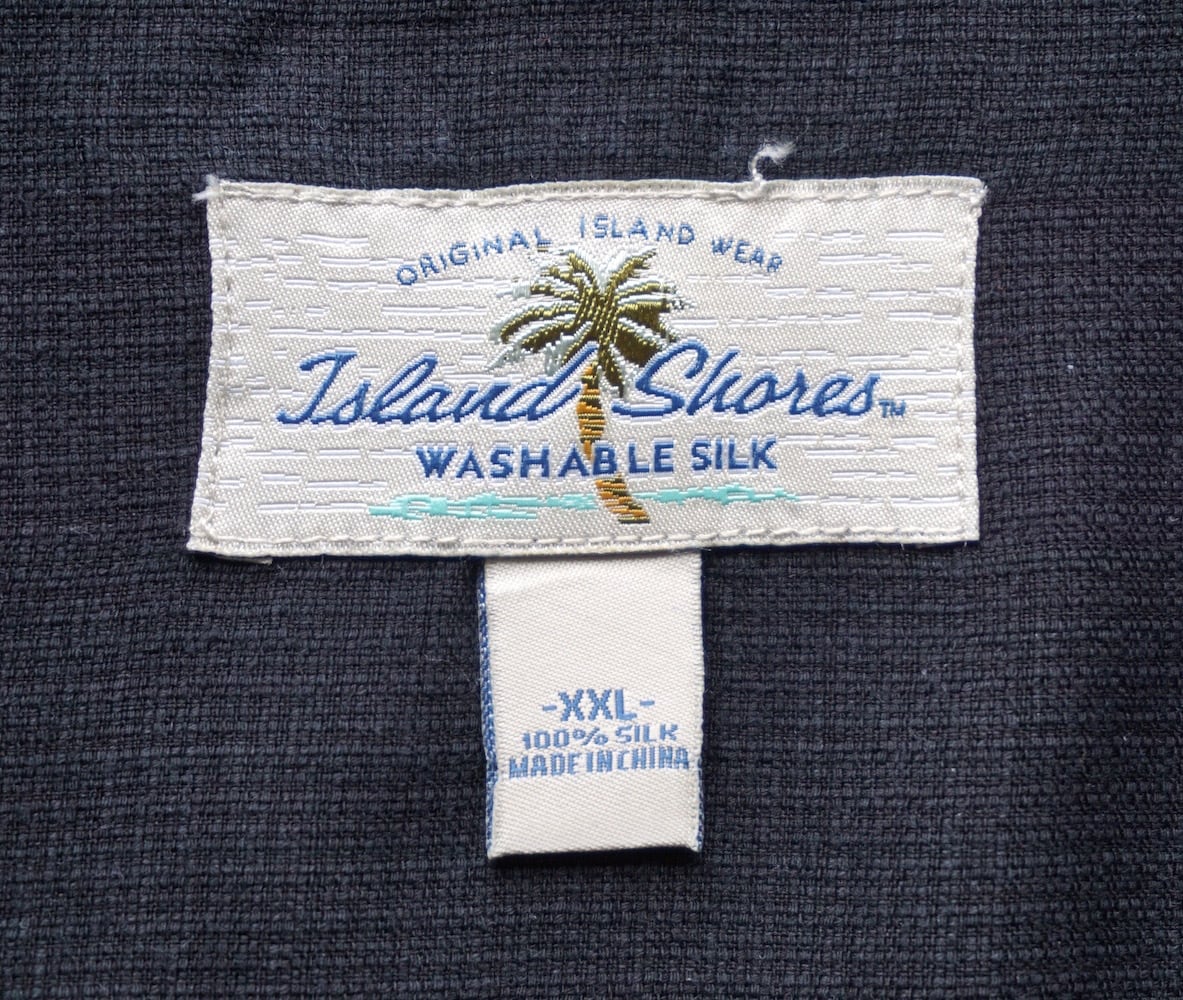 ORIGINAL ISLAND WEAR
Island Shores™
WASHABLE SILK
-XXL-
100% SILK
MADE IN CHINA